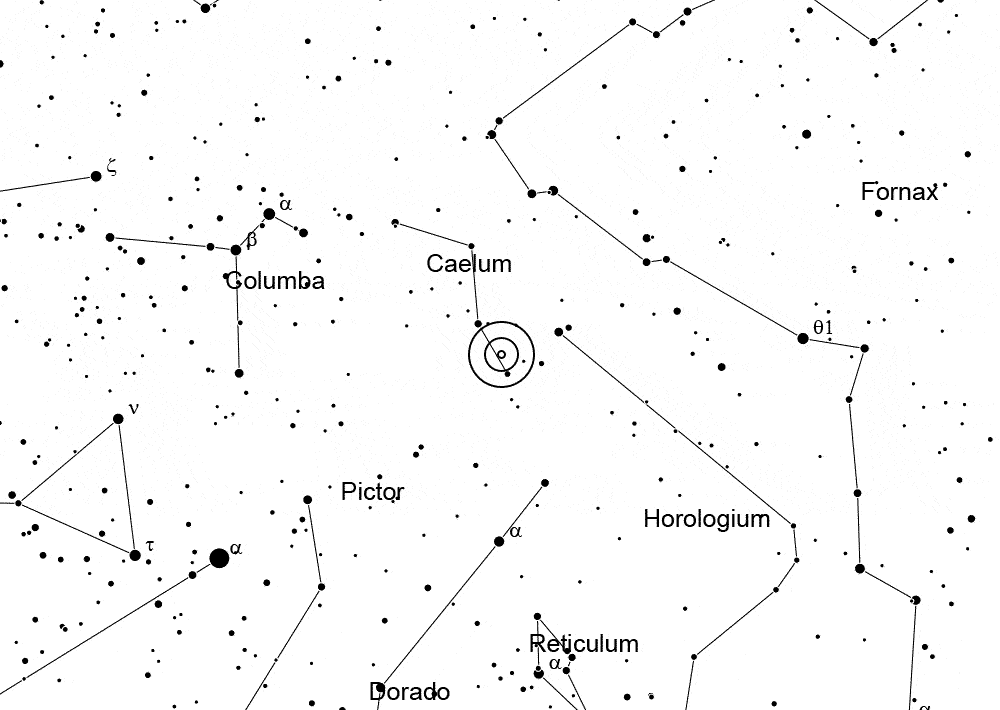 ζ
Fornax
α
β
Caelum
Columba
θ1
ν
Pictor
Horologium
α
τ
α
Reticulum
α
Dorado
α